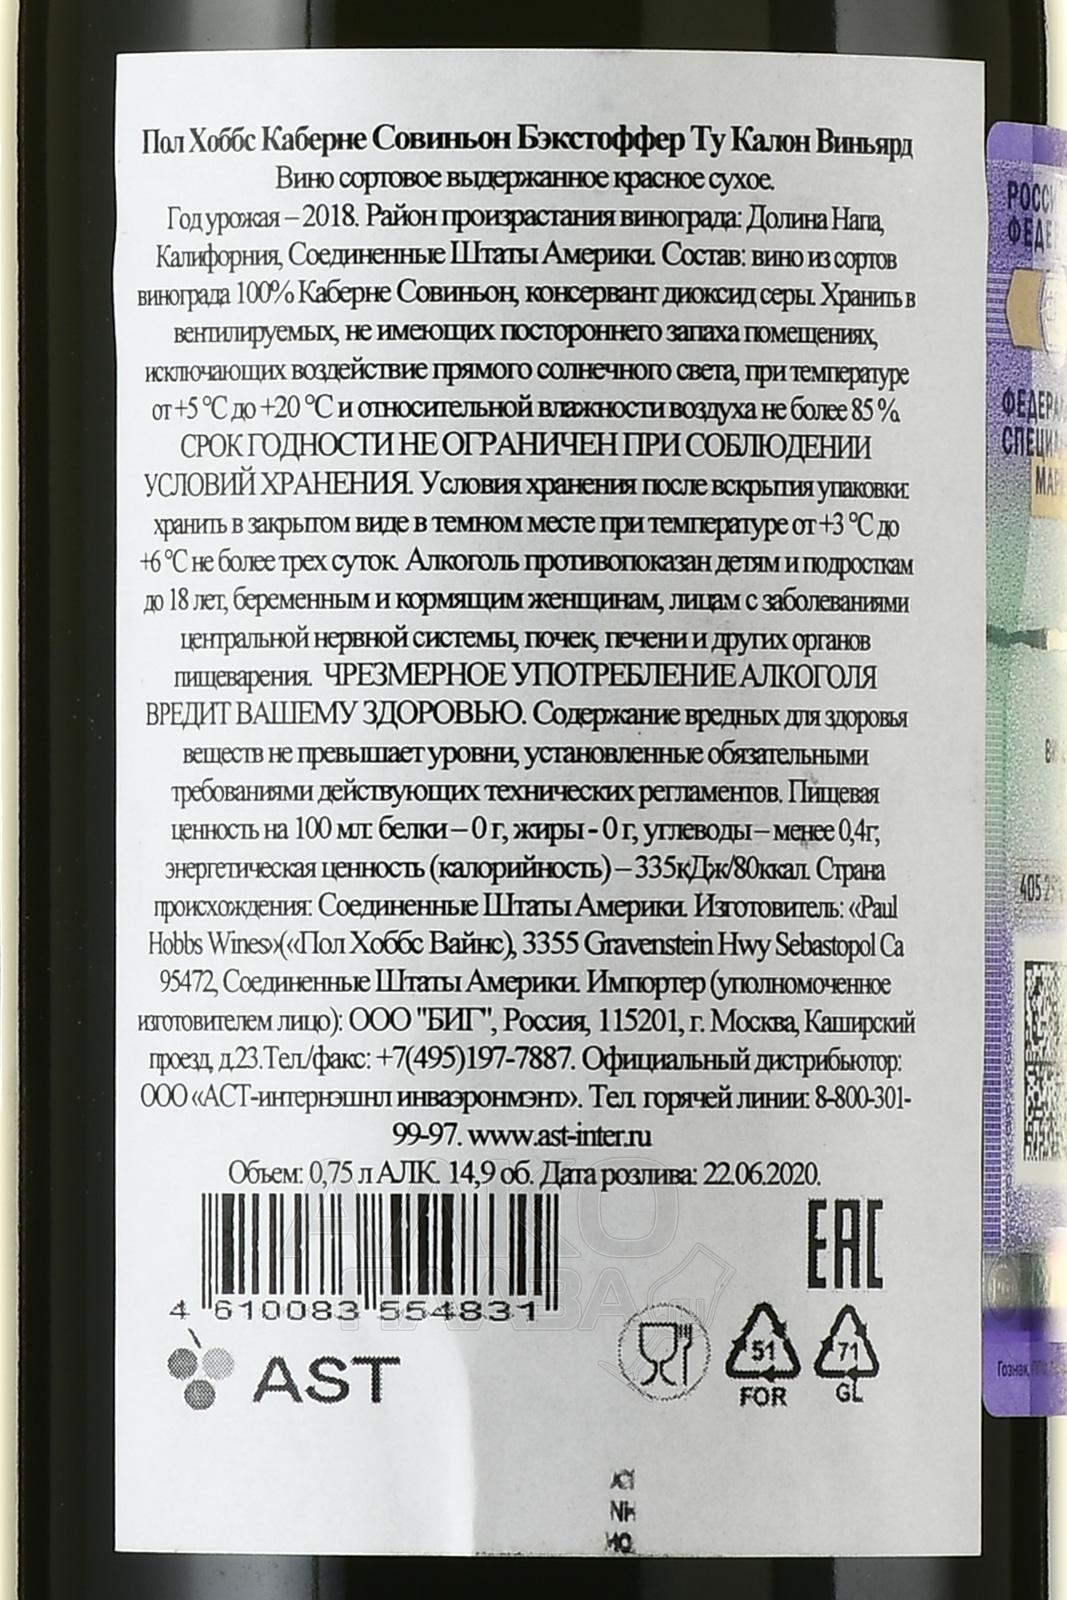 Пол Хоббс Каберне Совиньон Бэкстоффер Ту Калон Виньярд
Вино сортовое выдержанное красное сухое.
Год урожая – 2018. Район произрастания винограда: Долина Напа,
Калифорния, Соединенные Штаты Америки. Состав: вино из сортов
винограда 100% Каберне Совиньон, консервант диоксид серы. Хранить в
вентилируемых, не имеющих постороннего запаха помещениях,
исключающих воздействие прямого солнечного света, при температуре
от +5 °С до +20 °С и относительной влажности воздуха не более 85 %.
СРОК ГОДНОСТИ НЕ ОГРАНИЧЕН ПРИ СОБЛЮДЕНИИ
УСЛОВИЙ ХРАНЕНИЯ. Условия хранения после вскрытия упаковки:
хранить в закрытом виде в темном месте при температуре от +3 °С до
+6 °С не более трех суток. Алкоголь противопоказан детям и подросткам
до 18 лет, беременным и кормящим женщинам, лицам с заболеваниями
центральной нервной системы, почек, печени и других органов
пищеварения. ЧРЕЗМЕРНОЕ УПОТРЕБЛЕНИЕ АЛКОГОЛЯ
ВРЕДИТ ВАШЕМУ ЗДОРОВЬЮ. Содержание вредных для здоровья
веществ не превышает уровни, установленные обязательными
требованиями действующих технических регламентов. Пищевая
ценность на 100 мл: белки – 0 г, жиры - 0 г, углеводы – менее 0,4г;
энергетическая ценность (калорийность) – 335кДж/80ккал. Страна
происхождения: Соединенные Штаты Америки. Изготовитель: «Paul
Hobbs Wines»(«Пол Хоббс Вайнс), 3355 Gravenstein Hwy Sebastopol Ca
95472, Соединенные Штаты Америки. Импортер (уполномоченное
изготовителем лицо): ООО "БИГ", Россия, 115201, г. Москва, Каширский
проезд, д.23.Тел./факс: +7(495)197-7887. Официальный дистрибьютор:
ООО «АСТ-интернэшнл инваэронмэнт». Тел. горячей линии: 8-800-301-
99-97. www.ast-inter.ru
Объем: 0,75 л АЛК. 14,9 об. Дата розлива: 22.06.2020.
4 610083 554831
ЕАС
AST
51
FOR
71
GL